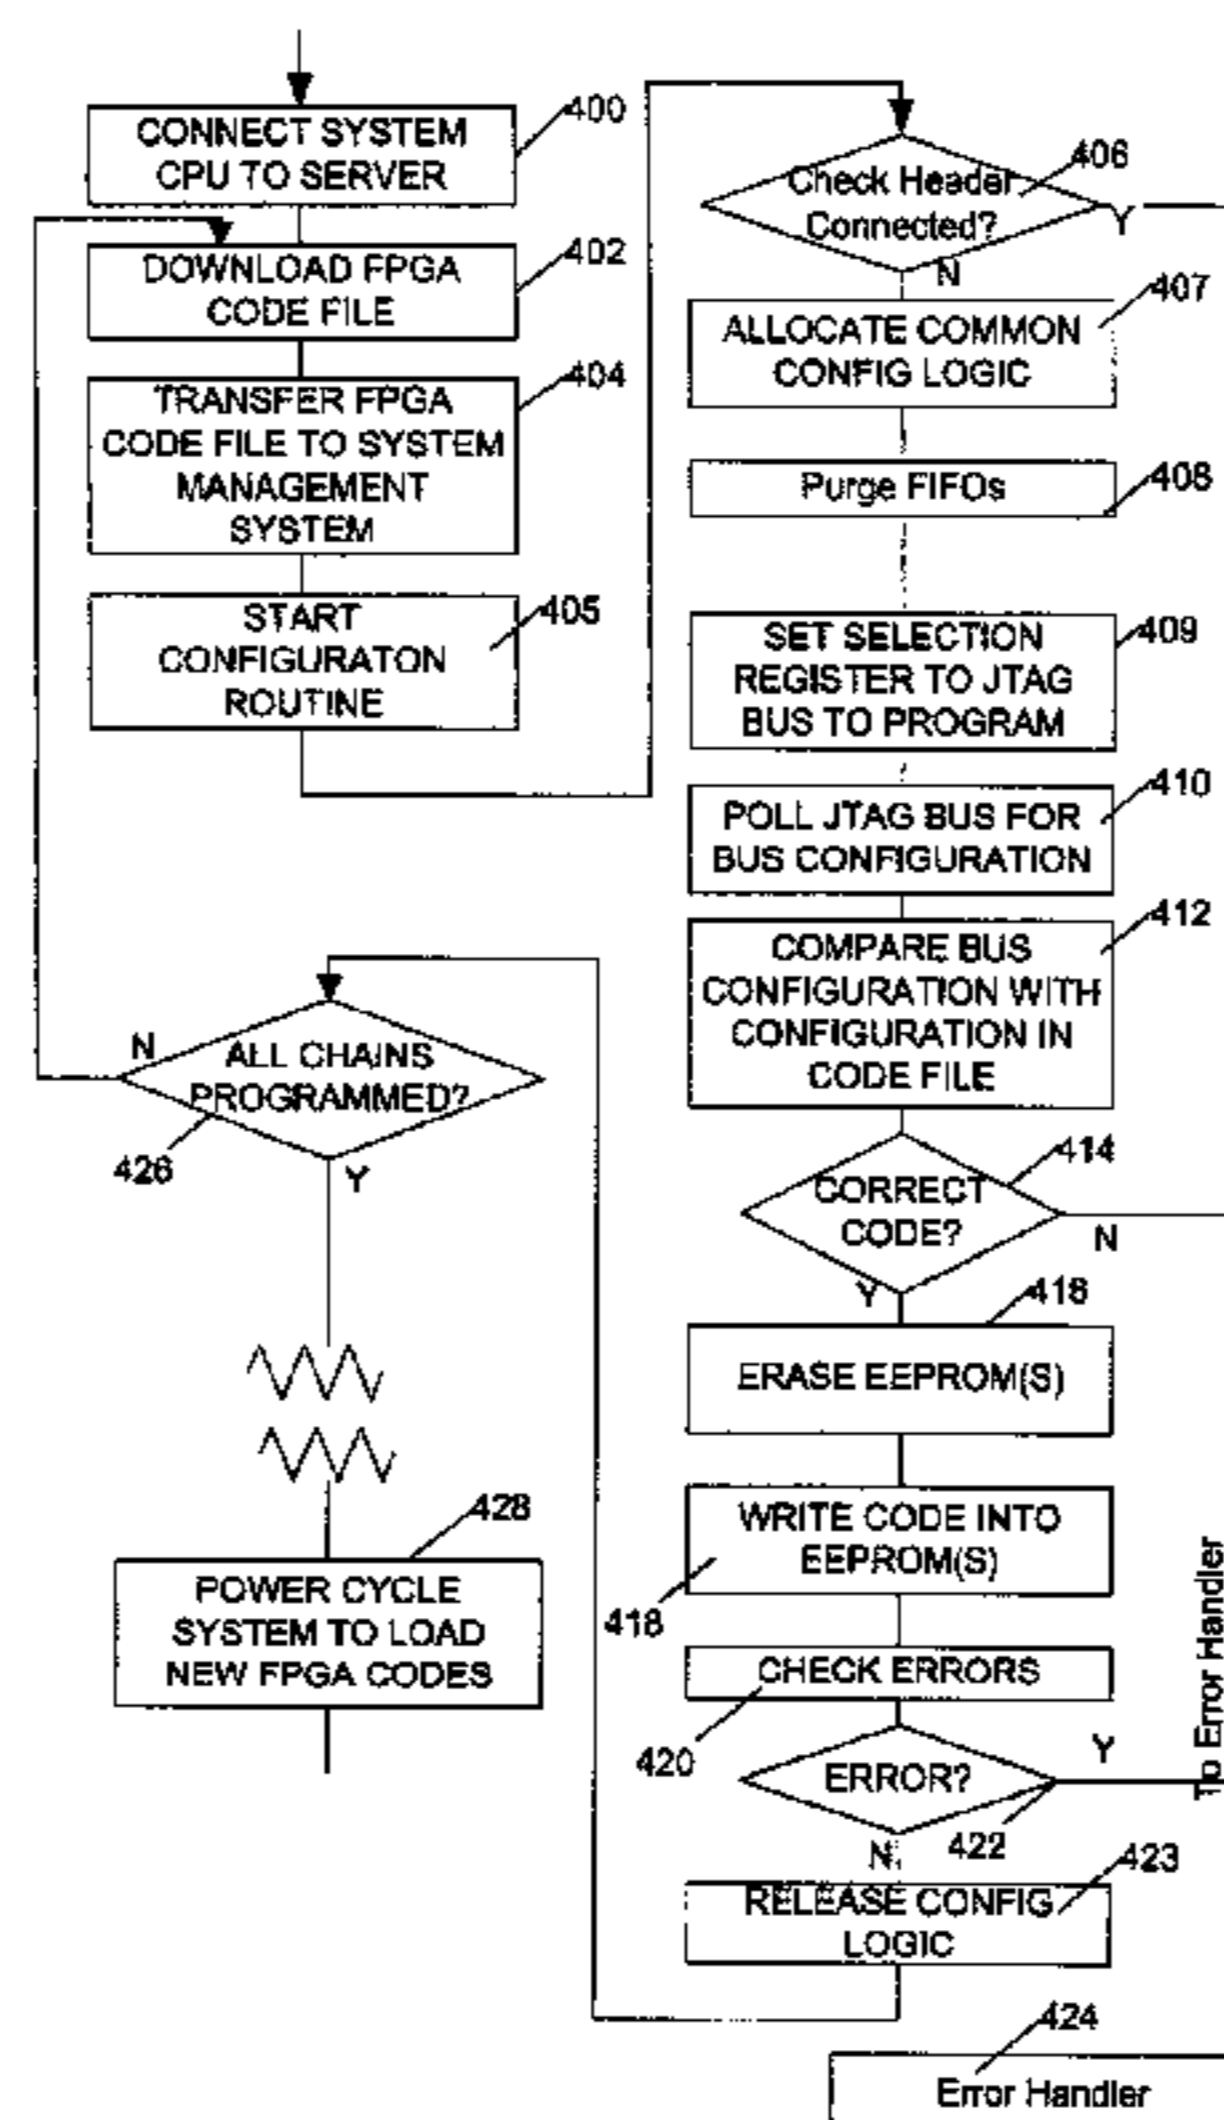 CONNECT SYSTEM
CPU TO SERVER
400
DOWNLOAD FPGA
CODE FILE
402
TRANSFER FPGA
CODE FILE TO SYSTEM
MANAGEMENT
SYSTEM
404
START
CONFIGURATON
ROUTINE
405
Check Header
Connected?
406
Y
N
ALLOCATE COMMON
CONFIG LOGIC
407
Purge FIFOs
408
SET SELECTION
REGISTER TO JTAG
BUS TO PROGRAM
409
POLL JTAG BUS FOR
BUS CONFIGURATION
410
COMPARE BUS
CONFIGURATION WITH
CONFIGURATION IN
CODE FILE
412
CORRECT
CODE?
414
N
Y
416
ERASE EEPROM(S)
WRITE CODE INTO
EEPROM(S)
418
CHECK ERRORS
420
ERROR?
Y
422
N
RELEASE CONFIG
LOGIC
423
To Error Handler
424
Error Handler
N
ALL CHAINS
PROGRAMMED?
426
Y
428
POWER CYCLE
SYSTEM TO LOAD
NEW FPGA CODES